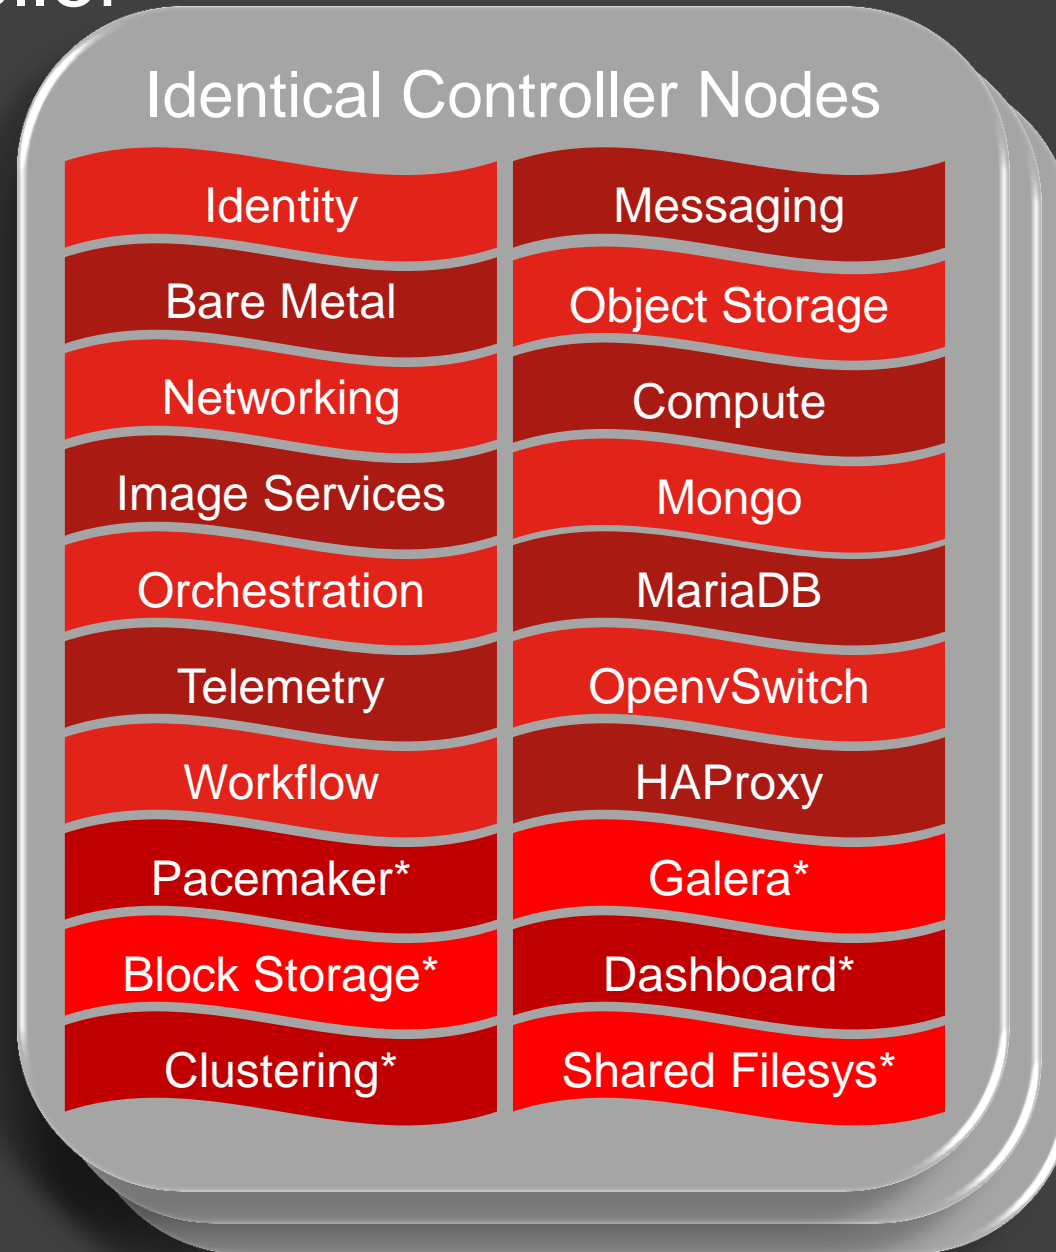 Identical Controller Nodes
Identity
Bare Metal
Networking
Image Services
Orchestration
Telemetry
Workflow
Pacemaker*
Block Storage*
Clustering*
Messaging
Object Storage
Compute
Mongo
MariaDB
OpenvSwitch
HAProxy
Galera*
Dashboard*
Shared Filesys*